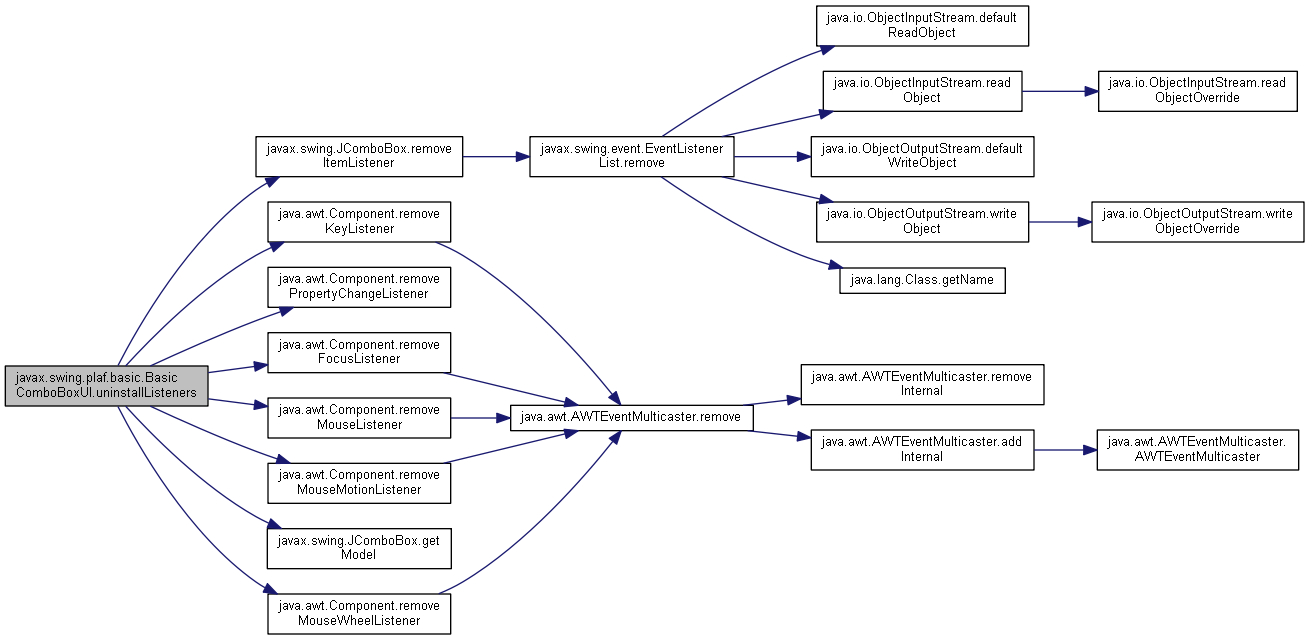 javax.swing.plaf.basic.Basic
ComboBoxUI.uninstallListeners
javax.swing.JComboBox.remove
ItemListener
java.awt.Component.remove
KeyListener
java.awt.Component.remove
PropertyChangeListener
java.awt.Component.remove
FocusListener
java.awt.Component.remove
MouseListener
java.awt.Component.remove
MouseMotionListener
javax.swing.JComboBox.get
Model
java.awt.Component.remove
MouseWheelListener
javax.swing.event.EventListener
List.remove
java.awt.AWTEventMulticaster.remove
java.io.ObjectInputStream.default
ReadObject
java.io.ObjectInputStream.read
Object
java.io.ObjectOutputStream.default
WriteObject
java.io.ObjectOutputStream.write
Object
java.lang.Class.getName
java.awt.AWTEventMulticaster.remove
Internal
java.awt.AWTEventMulticaster.add
Internal
java.io.ObjectInputStream.read
ObjectOverride
java.io.ObjectOutputStream.write
ObjectOverride
java.awt.AWTEventMulticaster.
AWTEventMulticaster